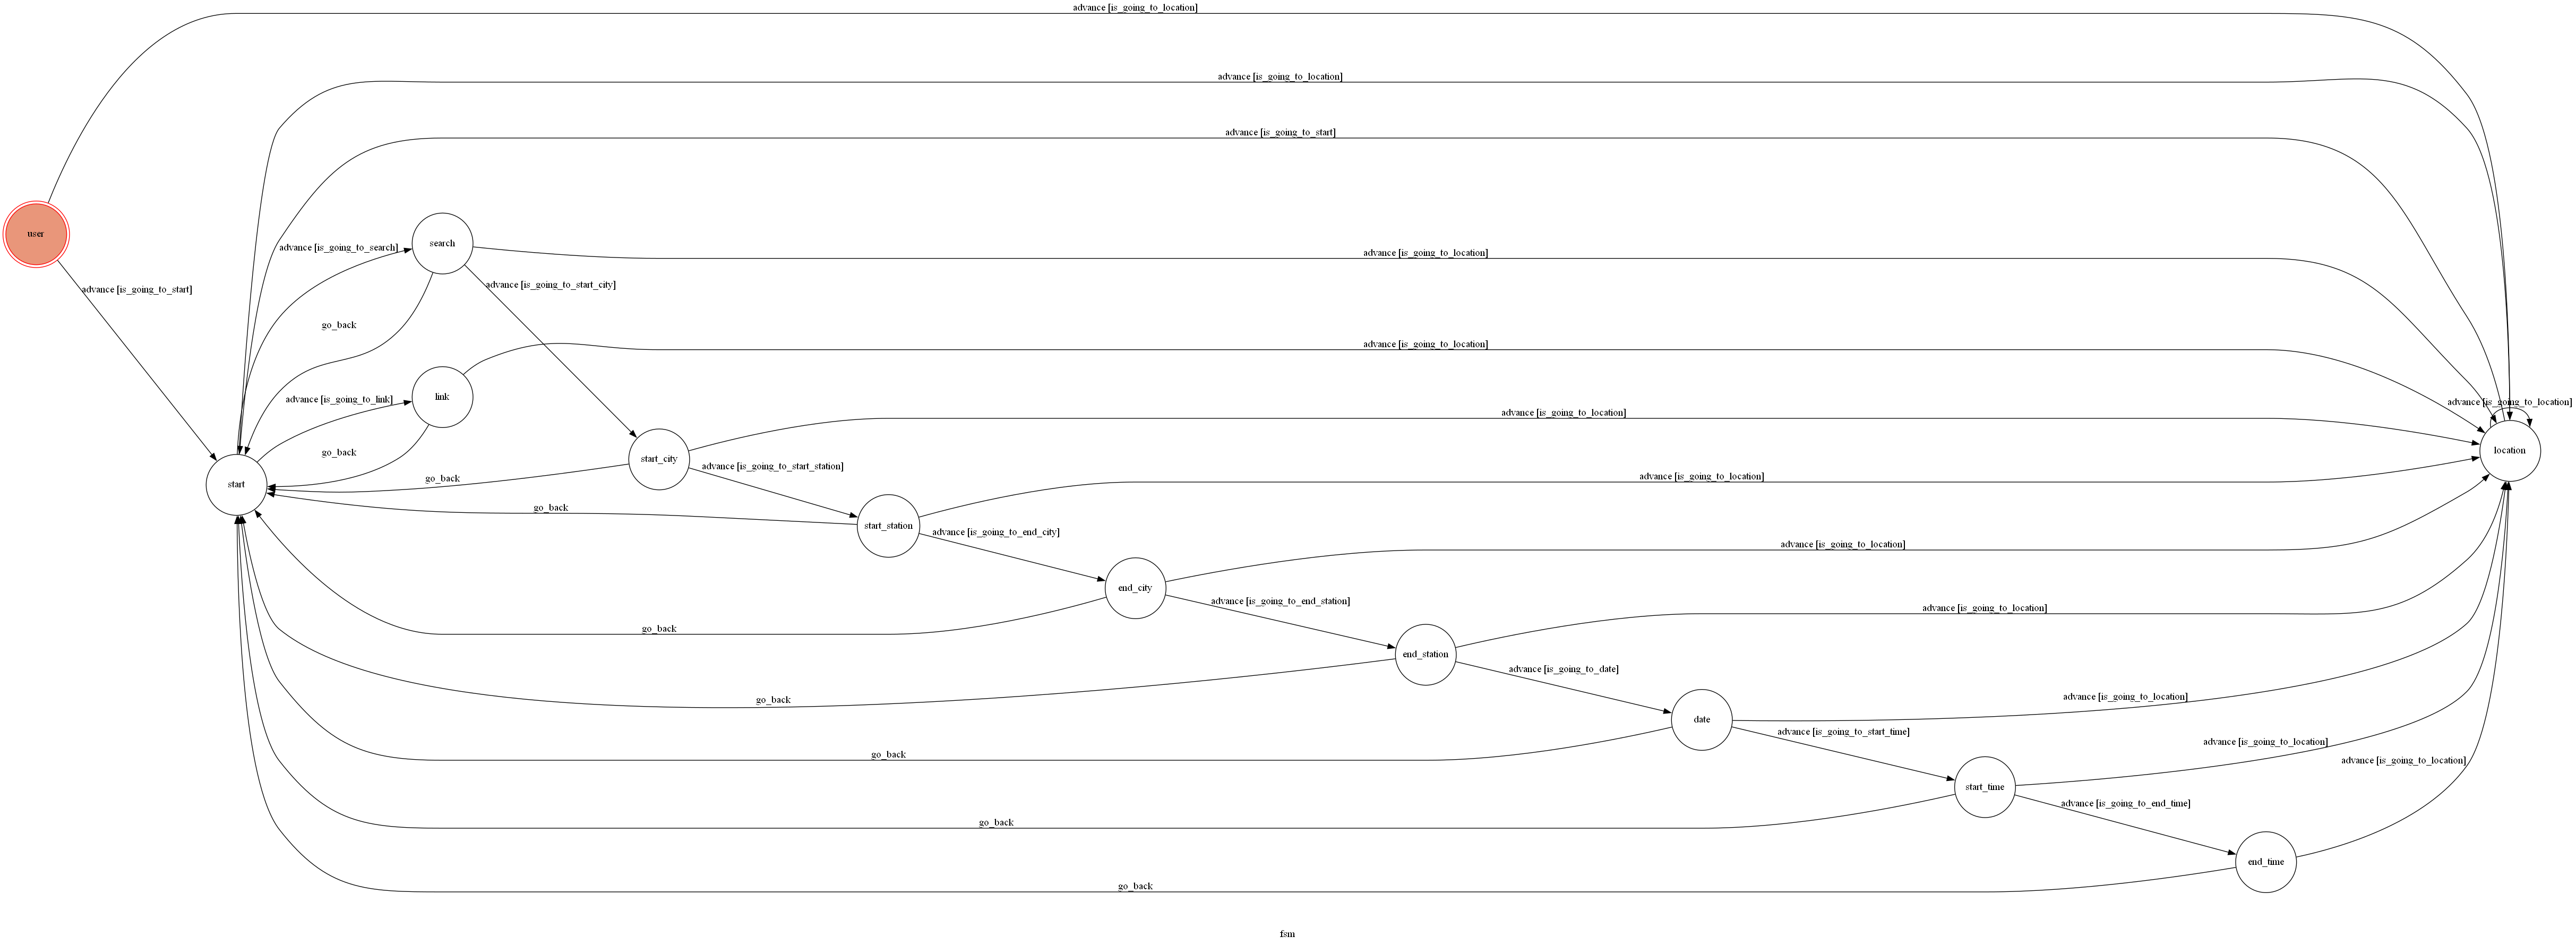 advance [is_going_to_location]
advance [is_going_to_location]
advance [is_going_to_start]
user
search
advance [is_going_to_search]
advance [is_going_to_location]
advance [is_going_to_start_city]
advance [is_going_to_start]
go_back
advance [is_going_to_location]
link
advance [is_going_to_link]
advance [is_going_to_location]
advance [is_going_to_location]
go_back
location
start_city
advance [is_going_to_start_station]
go_back
advance [is_going_to_location]
start
go_back
start_station
advance [is_going_to_end_city]
advance [is_going_to_location]
end_city
advance [is_going_to_end_station]
advance [is_going_to_location]
go_back
end_station
advance [is_going_to_date]
go_back
advance [is_going_to_location]
date
advance [is_going_to_start_time]
advance [is_going_to_location]
go_back
advance [is_going_to_location]
start_time
advance [is_going_to_end_time]
go_back
end_time
go_back
fsm